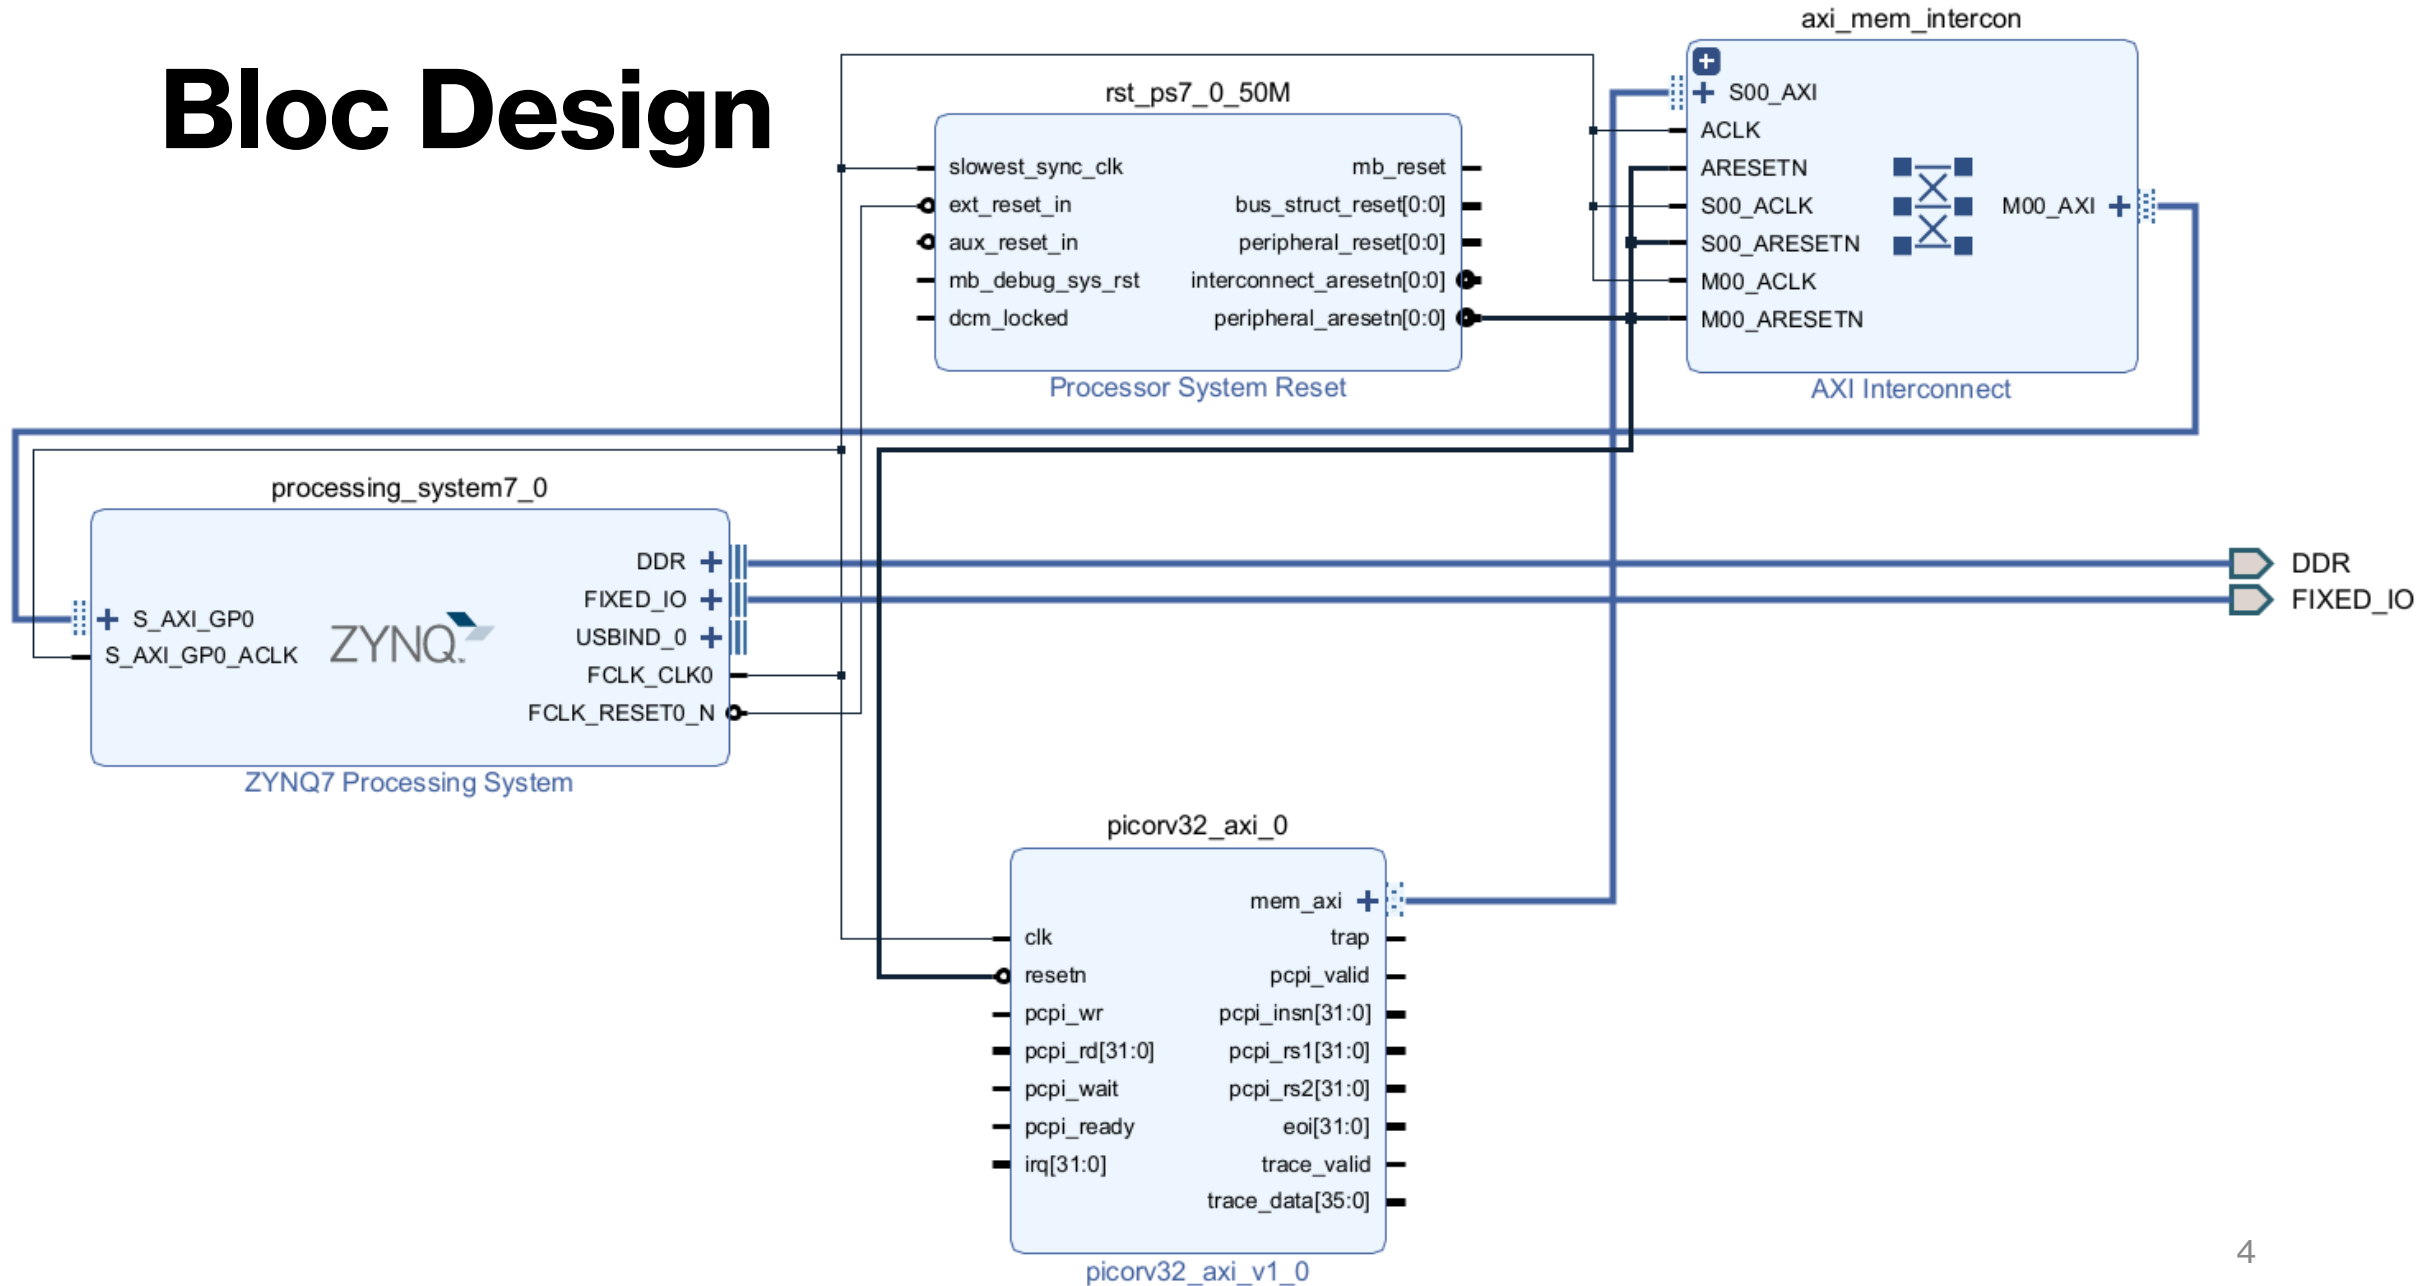 Bloc Design
rst_ps7_0_50M
slowest_sync_clk
ext_reset_in
aux_reset_in
mb_debug_sys_rst
dcm_locked
mb_reset
bus_struct_reset[0:0]
peripheral_reset[0:0]
interconnect_aresetn[0:0]
peripheral_aresetn[0:0]
Processor System Reset
axi_mem_intercon
S00_AXI
ACLK
ARESETN
S00_ACLK
S00_ARESETN
M00_ACLK
M00_ARESETN
M00_AXI
AXI Interconnect
processing_system7_0
S_AXI_GP0
S_AXI_GP0_ACLK
ZYNQ
DDR
FIXED_IO
USBIND_0
FCLK_CLK0
FCLK_RESET0_N
ZYNQ7 Processing System
DDR
FIXED_IO
picorv32_axi_0
clk
resetn
pcpi_wr
pcpi_rd[31:0]
pcpi_wait
pcpi_ready
irq[31:0]
mem_axi
trap
pcpi_valid
pcpi_insn[31:0]
pcpi_rs1[31:0]
pcpi_rs2[31:0]
eoi[31:0]
trace_valid
trace_data[35:0]
picorv32_axi_v1_0
4